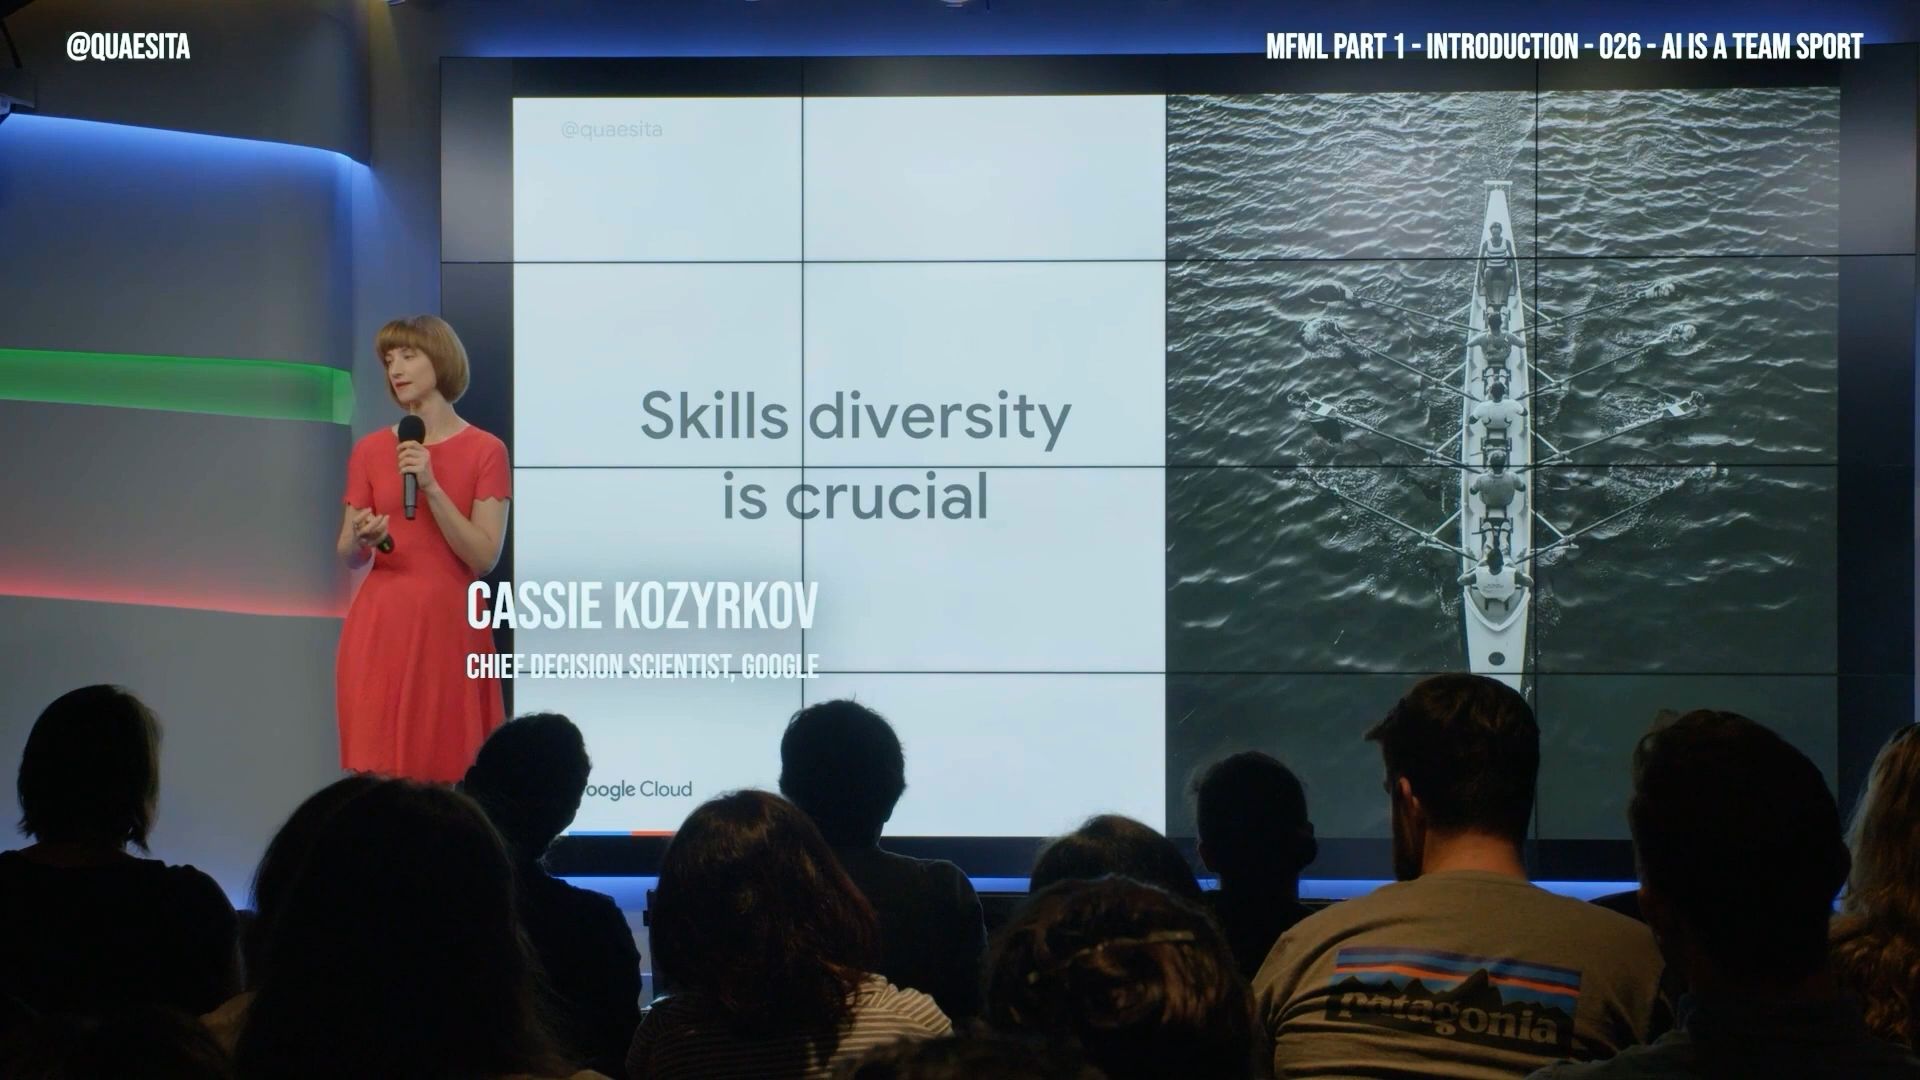 @QUAESITA
MFML PART 1 - INTRODUCTION - 026 - AI IS A TEAM SPORT
@quaesita
Skills diversity
is crucial
CASSIE KOZYRKOV
CHIEF DECISION SCIENTIST, GOOGLE
oogle Cloud
patagonia